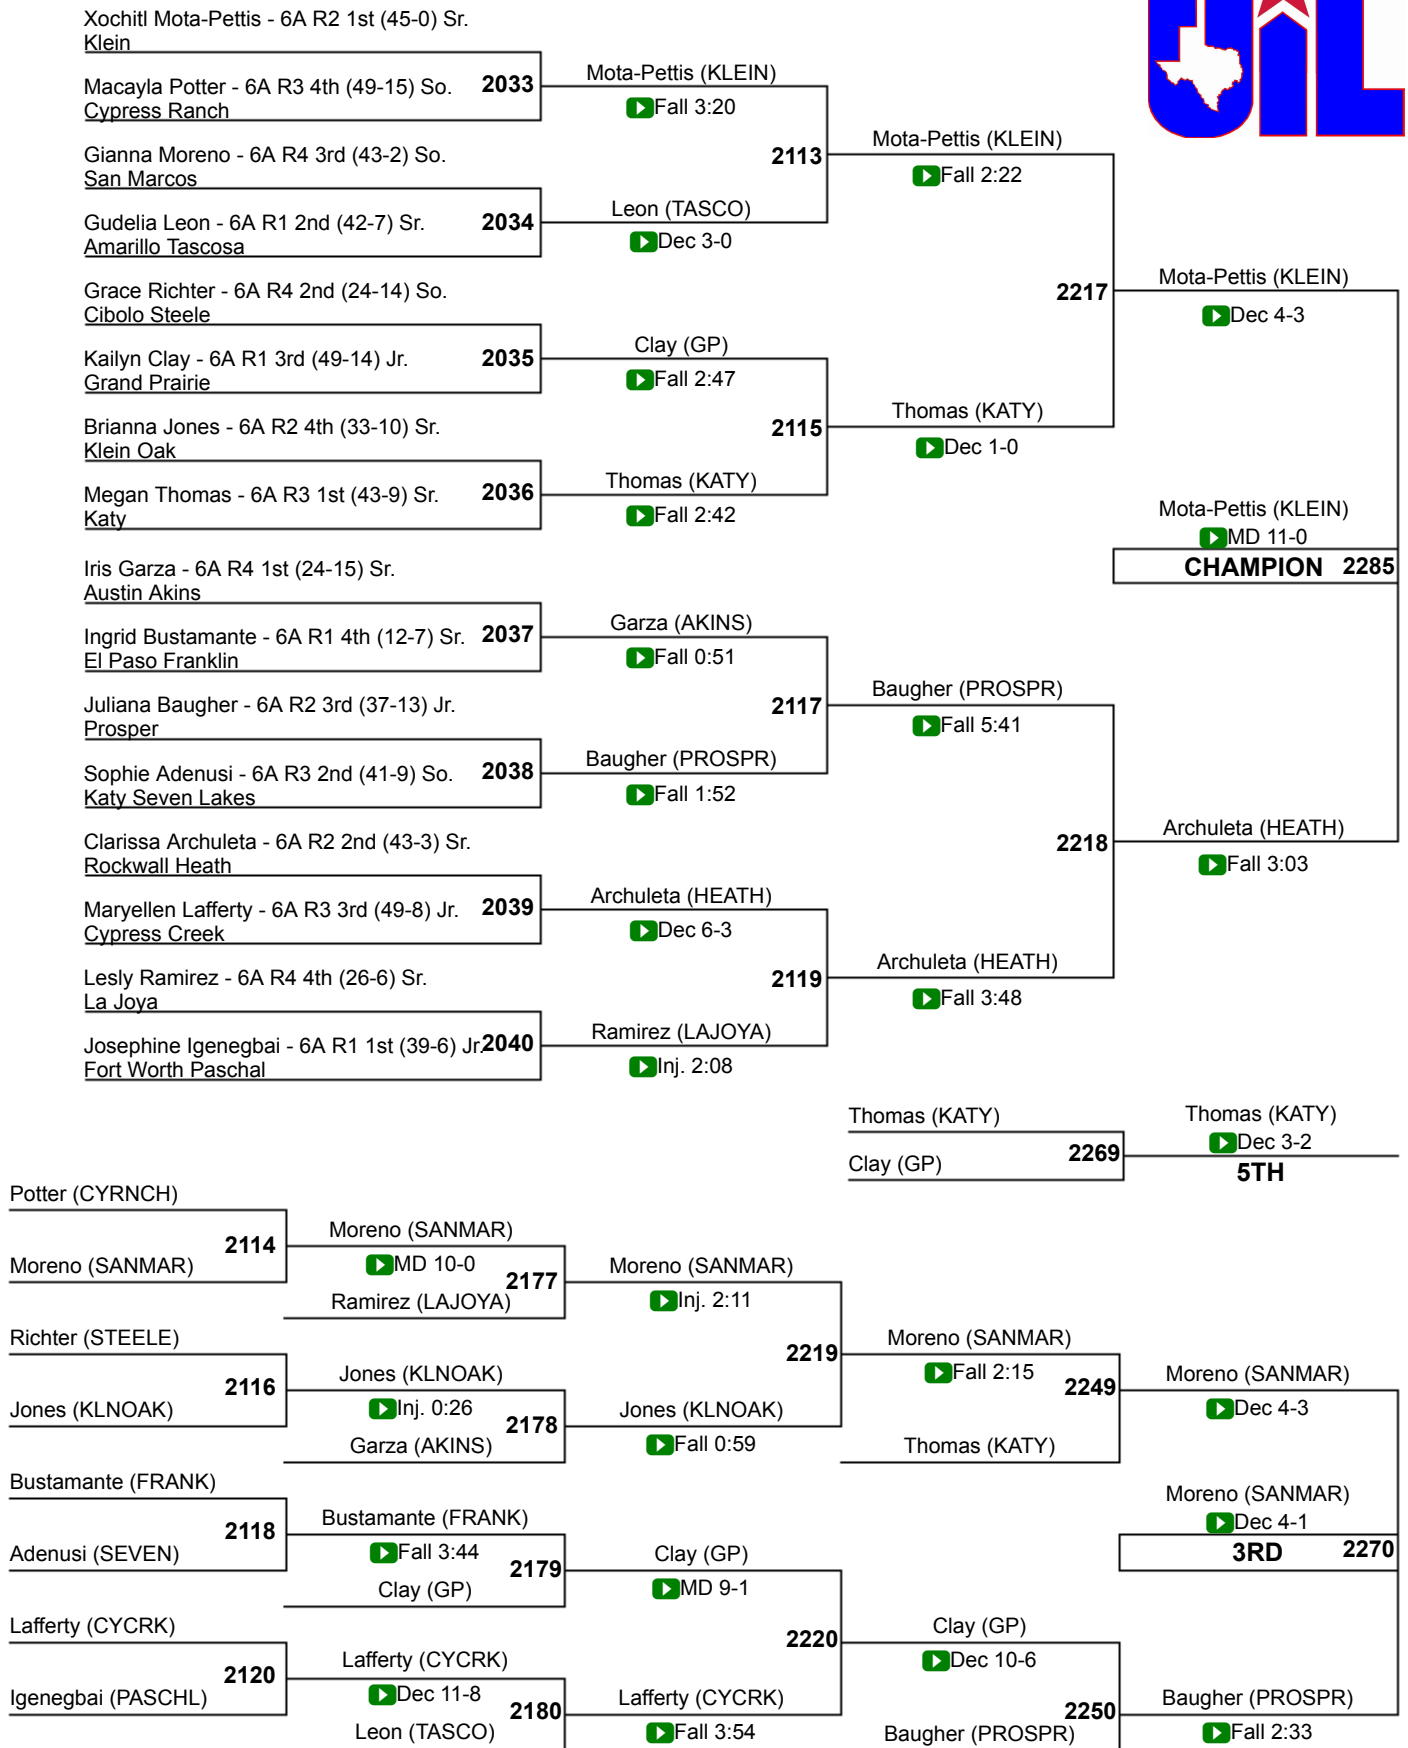 Xochitl Mota-Pettis - 6A R2 1st (45-0) Sr.
Klein
Macayla Potter - 6A R3 4th (49-15) So.
Cypress Ranch
2033
Mota-Pettis (KLEIN)
Fall 3:20
Gianna Moreno - 6A R4 3rd (43-2) So.
San Marcos
Gudelia Leon - 6A R1 2nd (42-7) Sr.
Amarillo Tascosa
2034
Leon (TASCO)
Dec 3-0
2113
Mota-Pettis (KLEIN)
Fall 2:22
Grace Richter - 6A R4 2nd (24-14) So.
Cibolo Steele
Kailyn Clay - 6A R1 3rd (49-14) Jr.
Grand Prairie
2035
Clay (GP)
Fall 2:47
Brianna Jones - 6A R2 4th (33-10) Sr.
Klein Oak
Megan Thomas - 6A R3 1st (43-9) Sr.
Katy
2036
Thomas (KATY)
Fall 2:42
2115
Thomas (KATY)
Dec 1-0
2217
Mota-Pettis (KLEIN)
Dec 4-3
Iris Garza - 6A R4 1st (24-15) Sr.
Austin Akins
Ingrid Bustamante - 6A R1 4th (12-7) Sr.
El Paso Franklin
2037
Garza (AKINS)
Fall 0:51
Juliana Baugher - 6A R2 3rd (37-13) Jr.
Prosper
Sophie Adenusi - 6A R3 2nd (41-9) So.
Katy Seven Lakes
2038
Baugher (PROSPR)
Fall 1:52
2117
Baugher (PROSPR)
Fall 5:41
Clarissa Archuleta - 6A R2 2nd (43-3) Sr.
Rockwall Heath
Maryellen Lafferty - 6A R3 3rd (49-8) Jr.
Cypress Creek
2039
Archuleta (HEATH)
Dec 6-3
Lesly Ramirez - 6A R4 4th (26-6) Sr.
La Joya
Josephine Igenegbai - 6A R1 1st (39-6) Jr.
Fort Worth Paschal
2040
Ramirez (LAJOYA)
Inj. 2:08
2119
Archuleta (HEATH)
Fall 3:48
2218
Archuleta (HEATH)
Fall 3:03
Mota-Pettis (KLEIN)
MD 11-0
CHAMPION 2285
UIL
Thomas (KATY)
Clay (GP)
2269
Thomas (KATY)
Dec 3-2
5TH
Potter (CYRNCH)
Moreno (SANMAR)
2114
Moreno (SANMAR)
MD 10-0
Ramirez (LAJOYA)
2177
Moreno (SANMAR)
Inj. 2:11
Richter (STEELE)
Jones (KLNOAK)
2116
Jones (KLNOAK)
Inj. 0:26
Garza (AKINS)
2178
Jones (KLNOAK)
Fall 0:59
2219
Moreno (SANMAR)
Fall 2:15
Thomas (KATY)
2249
Moreno (SANMAR)
Dec 4-3
Bustamante (FRANK)
Adenusi (SEVEN)
2118
Bustamante (FRANK)
Fall 3:44
Clay (GP)
2179
Clay (GP)
MD 9-1
Lafferty (CYCRK)
Igenegbai (PASCHL)
2120
Lafferty (CYCRK)
Dec 11-8
Leon (TASCO)
2180
Lafferty (CYCRK)
Fall 3:54
2220
Clay (GP)
Dec 10-6
Baugher (PROSPR)
2250
Baugher (PROSPR)
Fall 2:33
Moreno (SANMAR)
Dec 4-1
3RD 2270